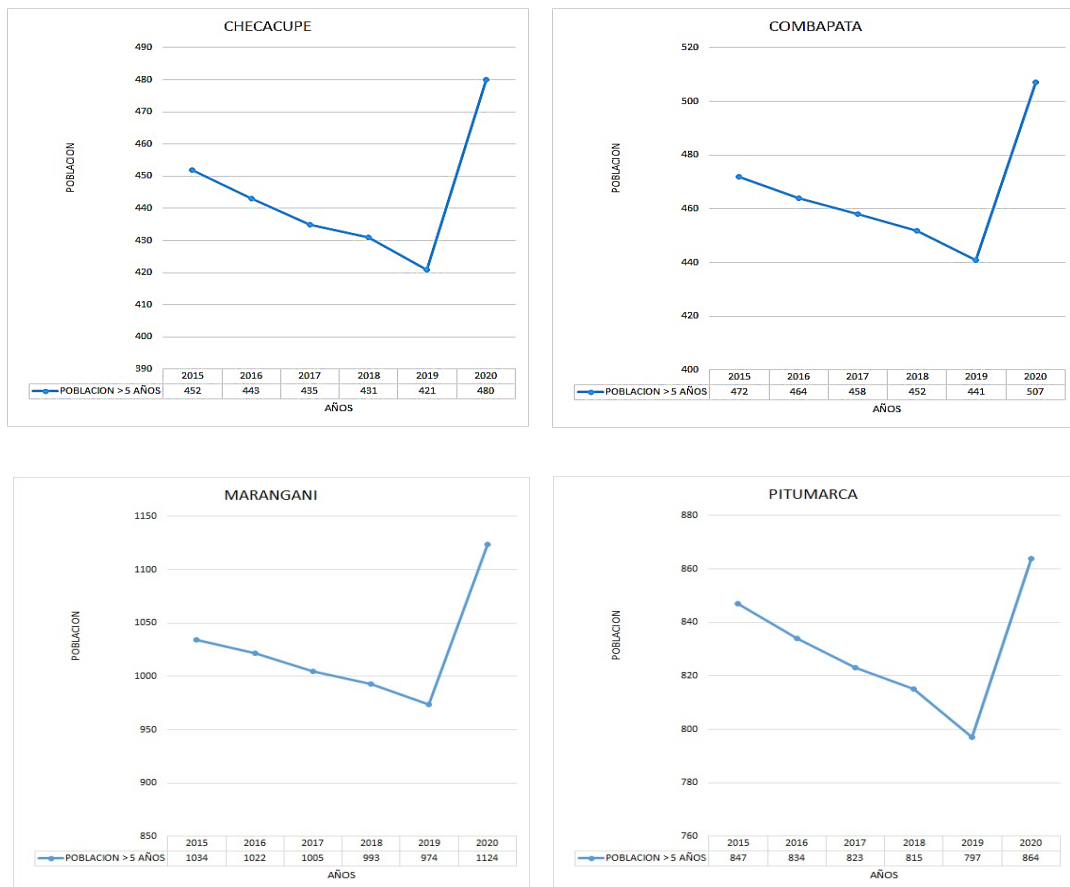 CHECACUPE
490
480
470
460
450
440
430
420
410
400
390
POBLACION
2015 2016 2017 2018 2019 2020
POBLACION > 5 AÑOS 452 443 435 431 421 480
AÑOS
COMBAPATA
520
500
480
460
440
420
400
POBLACION
2015 2016 2017 2018 2019 2020
POBLACION > 5 AÑOS 472 464 458 452 441 507
AÑOS
MARANGANI
1150
1100
1050
1000
950
900
850
POBLACION
2015 2016 2017 2018 2019 2020
POBLACION > 5 AÑOS 1034 1022 1005 993 974 1124
AÑOS
PITUMARCA
880
860
840
820
800
780
760
POBLACION
2015 2016 2017 2018 2019 2020
POBLACION > 5 AÑOS 847 834 823 815 797 864
AÑOS